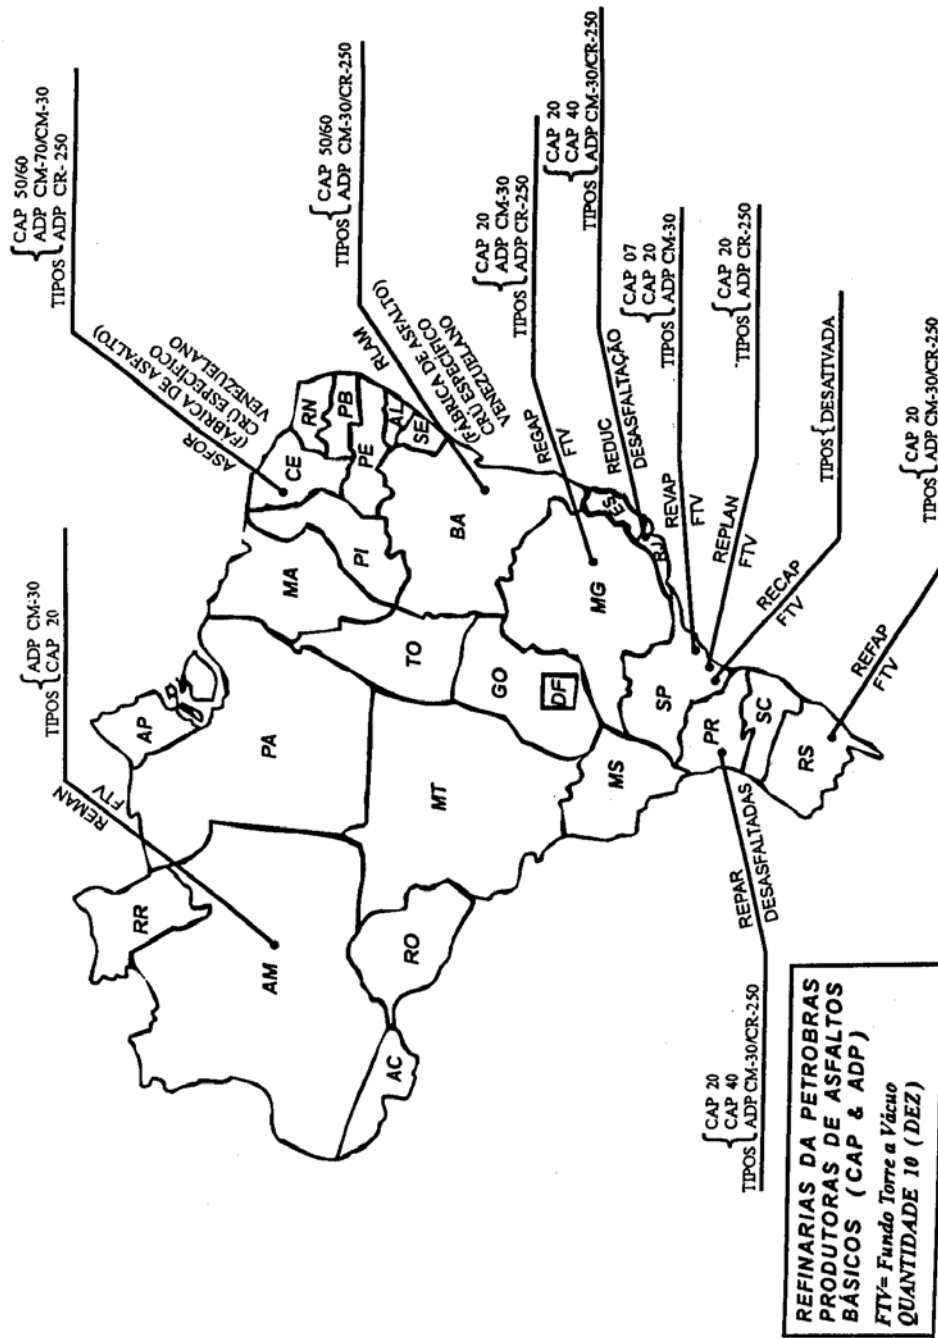 TIPOS { ADP CM-30
CAP 20
REMAN
FTV
TIPOS { CAP 50/60
ADP CM-70/CM-30
ADP CR- 250
ASFOR
(FÁBRICA DE ASFALTO)
CRÚ ESPECÍFICO
VENEZUELANO
TIPOS { CAP 50/60
ADP CM-30/CR-250
RLAM
(FÁBRICA DE ASFALTO)
CRÚ ESPECÍFICO
VENEZUELANO
TIPOS { CAP 20
ADP CM-30
ADP CR-250
REGAP
FTV
TIPOS { CAP 20
CAP 40
ADP CM-30/CR-250
REDUC
DESASFALTAÇÃO
TIPOS { CAP 07
CAP 20
ADP CM-30
REVAP
FTV
TIPOS { CAP 20
ADP CR-250
REPLAN
FTV
TIPOS { DESAITVADA
RECAP
FTV
TIPOS { CAP 20
ADP CM-30/CR-250
REFAP
FTV
TIPOS { CAP 20
CAP 40
ADP CM-30/CR-250
REPAR
DESASFALTADAS
RR
AP
AM
PA
MA
CE
RN
PB
PE
AL
SE
PI
AC
RO
MT
TO
BA
GO
DF
MG
ES
RJ
MS
SP
PR
SC
RS
REFINARIAS DA PETROBRAS
PRODUTORAS DE ASFALTOS
BÁSICOS (CAP & ADP)
FTV= Fundo Torre a Vácuo
QUANTIDADE 10 (DEZ)